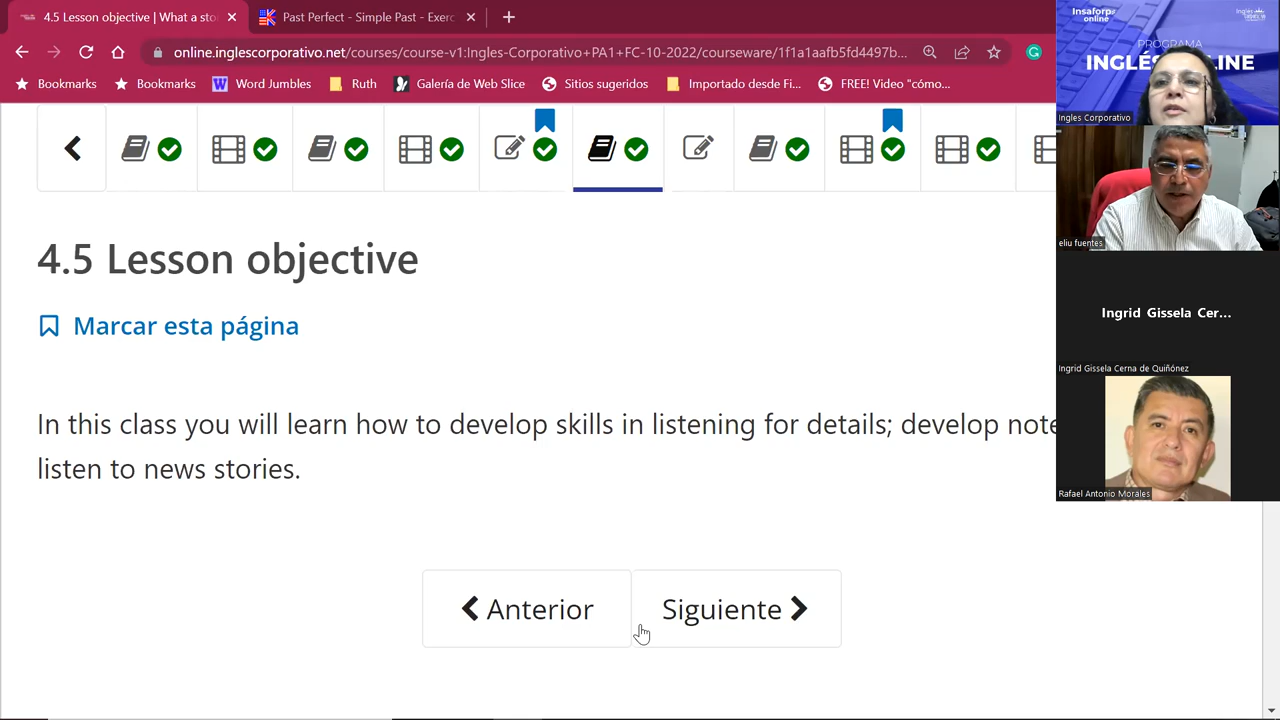 4.5 Lesson objective | What a sto
Past Perfect - Simple Past - Exerc
online.inglescorporativo.net/courses/course-v1:Ingles-Corporativo+PA1+FC-10-2022/courseware/1f1a1aafb5fd4497b...
Bookmarks
Bookmarks
Word Jumbles
Ruth
Galería de Web Slice
Sitios sugeridos
Importado desde Fi...
FREE! Video "cómo...
4.5 Lesson objective
Marcar esta página
In this class you will learn how to develop skills in listening for details; develop note
listen to news stories.
Anterior
Siguiente
Insaforp
online
Inglés
PROGRAMA
INGLÉS ONLINE
Ingles Corporativo
eliu fuentes
Ingrid Gissela Cer...
Ingrid Gissela Cerna de Quiñónez
Rafael Antonio Morales